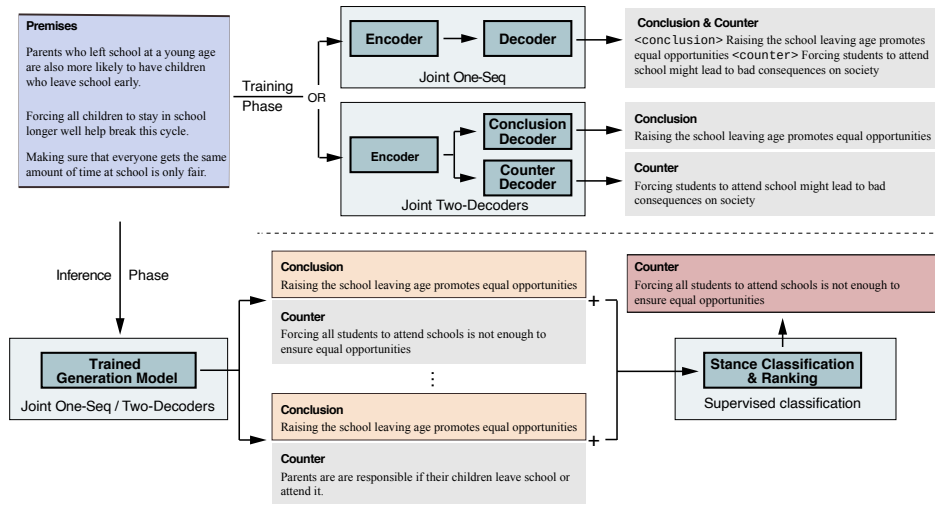 Premises
Parents who left school at a young age
are also more likely to have children
who leave school early.
Forcing all children to stay in school
longer well help break this cycle.
Making sure that everyone gets the same
amount of time at school is only fair.
Training
Phase
OR
Encoder
Decoder
Joint One-Seq
Conclusion & Counter
<conclusion> Raising the school leaving age promotes
equal opportunities <counter> Forcing students to attend
school might lead to bad consequences on society
Encoder
Conclusion
Decoder
Counter
Decoder
Joint Two-Decoders
Conclusion
Raising the school leaving age promotes equal opportunities
Counter
Forcing students to attend school might lead to bad
consequences on society
Inference Phase
Trained
Generation Model
Joint One-Seq / Two-Decoders
Conclusion
Raising the school leaving age promotes equal opportunities
+
Counter
Forcing all students to attend schools is not enough to
ensure equal opportunities
⋮
Conclusion
Raising the school leaving age promotes equal opportunities
+
Counter
Parents are are responsible if their children leave school or
attend it.
Counter
Forcing all students to attend schools is not enough to
ensure equal opportunities
Stance Classification
& Ranking
Supervised classification